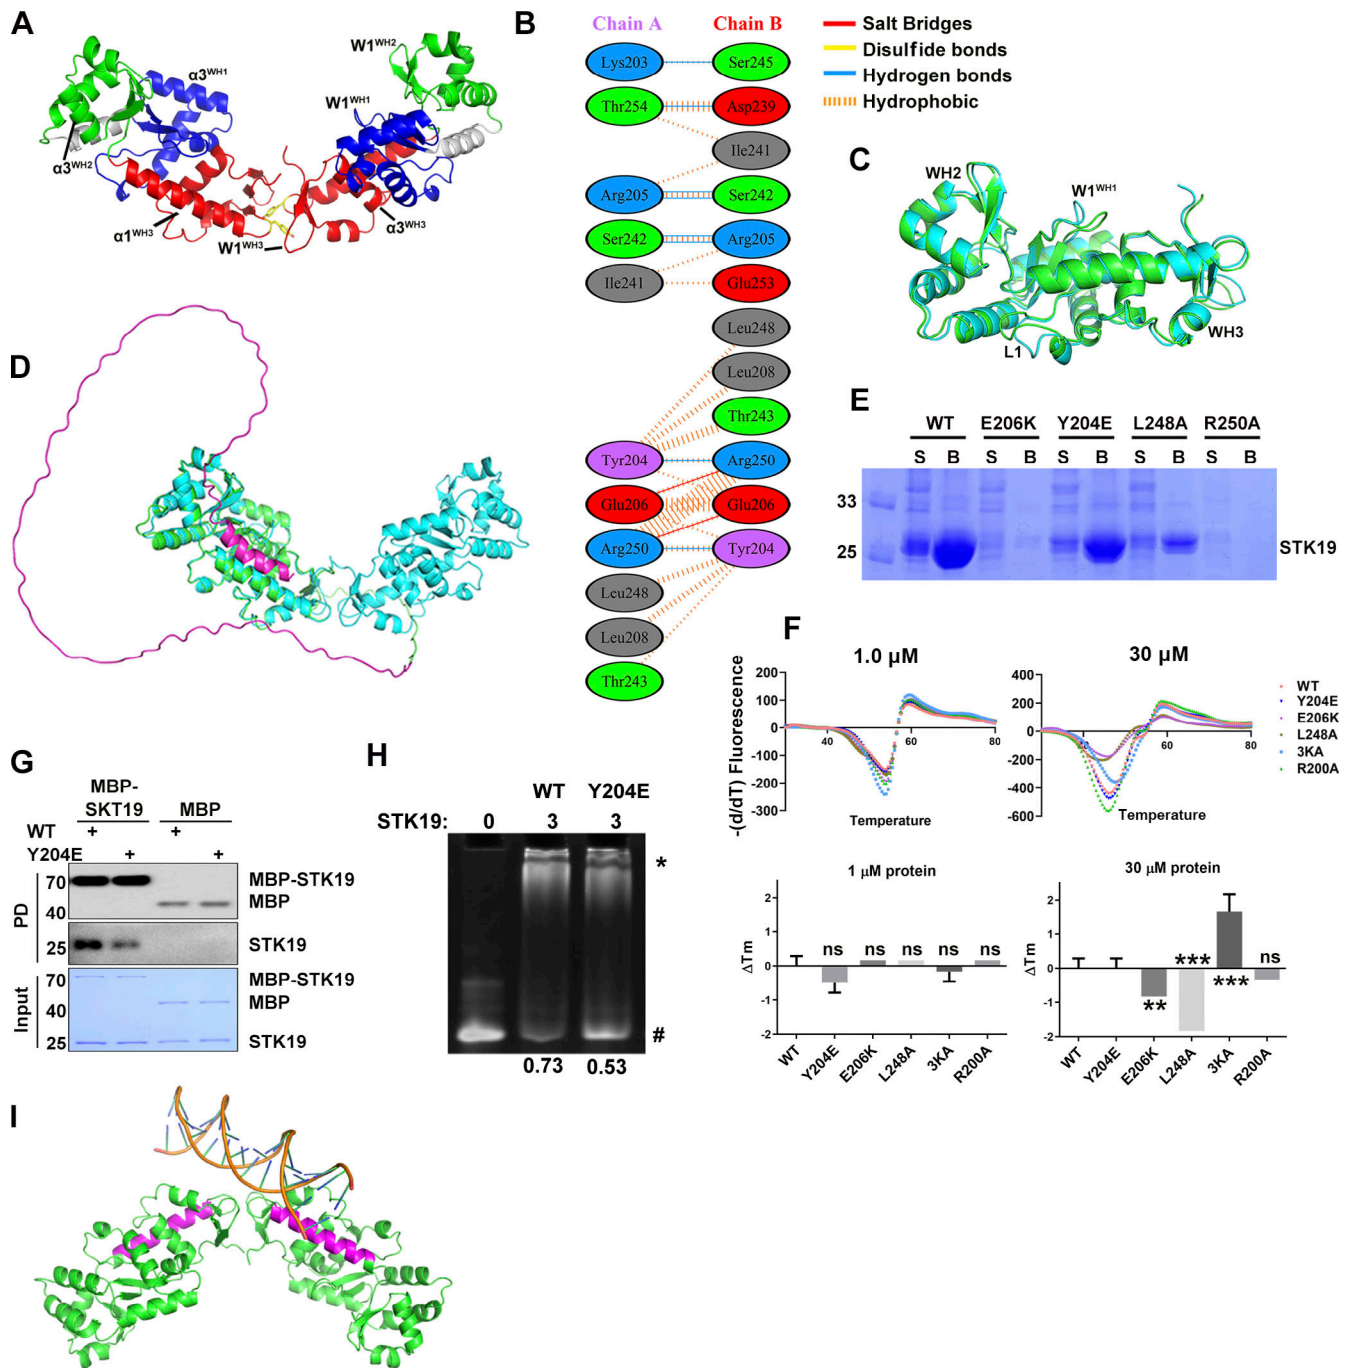 A
α3WH1
W1WH2
W1WH1
α3WH2
α1WH3
W1WH3
α3WH3
B
Chain A
Chain B
Lys203
Ser245
Thr254
Asp239
Ile241
Arg205
Ser242
Ser242
Arg205
Ile241
Glu253
Leu248
Leu208
Thr243
Tyr204
Arg250
Glu206
Glu206
Arg250
Tyr204
Leu248
Leu208
Thr243
Salt Bridges
Disulfide bonds
Hydrogen bonds
Hydrophobic
C
WH2
W1WH1
L1
WH3
D
E
WT E206K Y204E L248A R250A
S B S B S B S B S B
33
25
STK19
F
1.0 µM
30 µM
-(d/dT) Fluorescence
100
0
-100
-200
-300
40 60 80
Temperature
400
200
0
-200
-400
-600
40 60 80
Temperature
WT
Y204E
E206K
L248A
3KA
R200A
1 µM protein
ΔTm
2
1
0
-1
-2
ns ns ns ns ns
WT Y204E E206K L248A 3KA R200A
30 µM protein
ΔTm
2
1
0
-1
-2
** *** *** ns
WT Y204E E206K L248A 3KA R200A
G
MBP-
SKT19 MBP
WT + +
Y204E + +
PD
70
40
25
MBP-STK19
MBP
STK19
Input
70
40
25
MBP-STK19
MBP
STK19
H
WT Y204E
STK19: 0 3 3
*
#
0.73 0.53
I